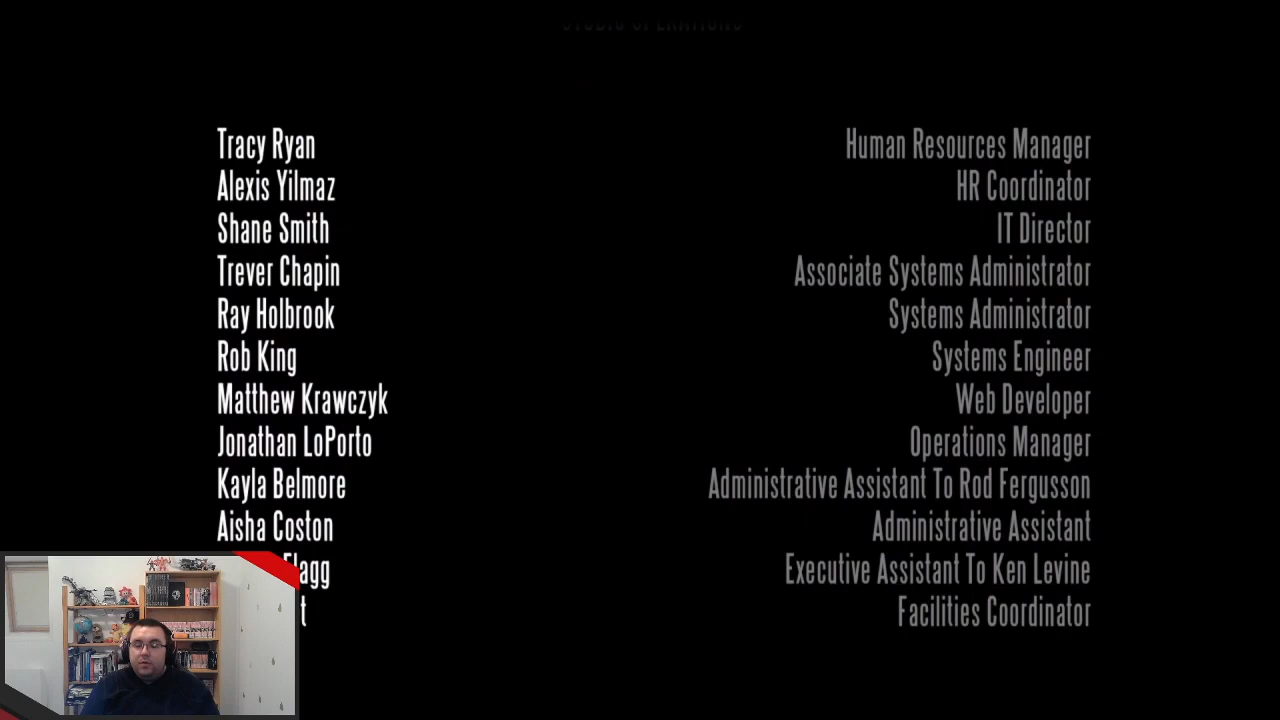 STUDIO OPERATIONS
Tracy Ryan Human Resources Manager
Alexis Yilmaz HR Coordinator
Shane Smith IT Director
Trever Chapin Associate Systems Administrator
Ray Holbrook Systems Administrator
Rob King Systems Engineer
Matthew Krawczyk Web Developer
Jonathan LoPorto Operations Manager
Kayla Belmore Administrative Assistant To Rod Fergusson
Aisha Coston Administrative Assistant
Flagg Executive Assistant To Ken Levine
Facilities Coordinator